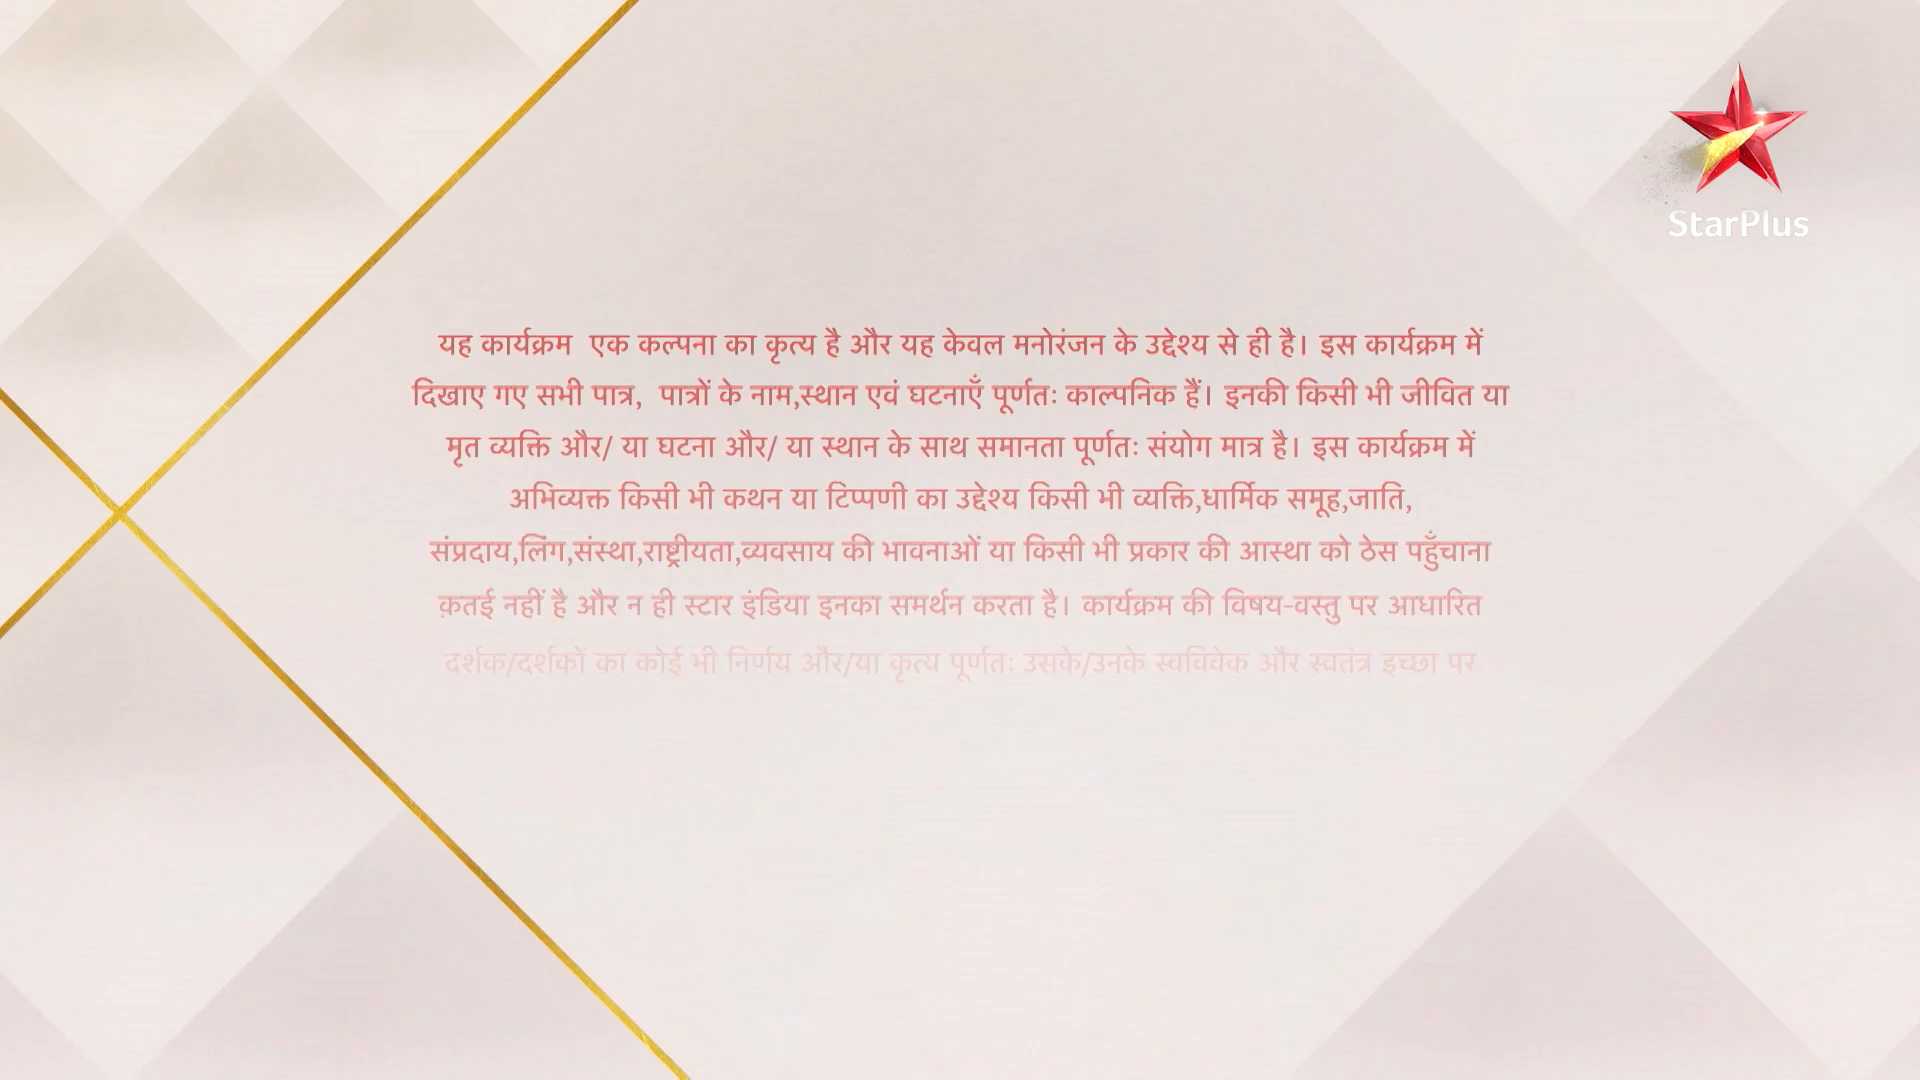 StarPlus
यह कार्यक्रम  एक कल्पना का कृत्य है और यह केवल मनोरंजन के उद्देश्य से ही है। इस कार्यक्रम में
दिखाए गए सभी पात्र,  पात्रों के नाम,स्थान एवं घटनाएँ पूर्णतः काल्पनिक हैं। इनकी किसी भी जीवित या
मृत व्यक्ति और/ या घटना और/ या स्थान के साथ समानता पूर्णतः संयोग मात्र है। इस कार्यक्रम में
अभिव्यक्त किसी भी कथन या टिप्पणी का उद्देश्य किसी भी व्यक्ति,धार्मिक समूह,जाति,
संप्रदाय,लिंग,संस्था,राष्ट्रीयता,व्यवसाय की भावनाओं या किसी भी प्रकार की आस्था को ठेस पहुँचाना
क़तई नहीं है और न ही स्टार इंडिया इनका समर्थन करता है। कार्यक्रम की विषय-वस्तु पर आधारित
दर्शक/दर्शकों का कोई भी निर्णय और/या कृत्य पूर्णतः उसके/उनके स्वविवेक और स्वतंत्र इच्छा पर